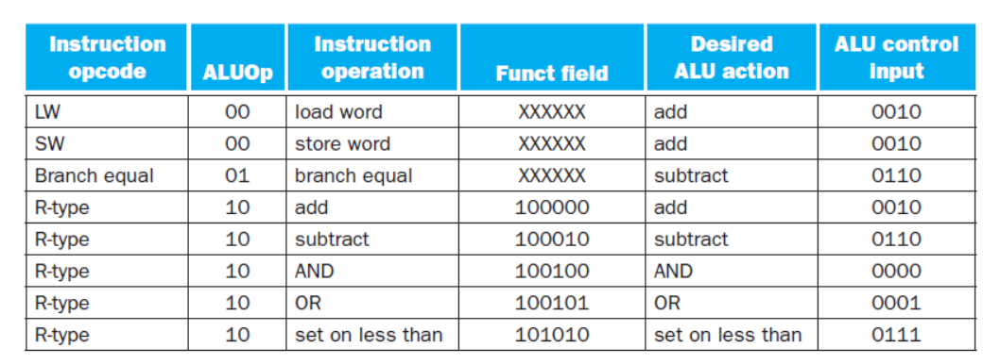 Instruction opcode ALUOp Instruction operation Funct field Desired ALU action ALU control input
LW 00 load word XXXXXX add 0010
SW 00 store word XXXXXX add 0010
Branch equal 01 branch equal XXXXXX subtract 0110
R-type 10 add 100000 add 0010
R-type 10 subtract 100010 subtract 0110
R-type 10 AND 100100 AND 0000
R-type 10 OR 100101 OR 0001
R-type 10 set on less than 101010 set on less than 0111